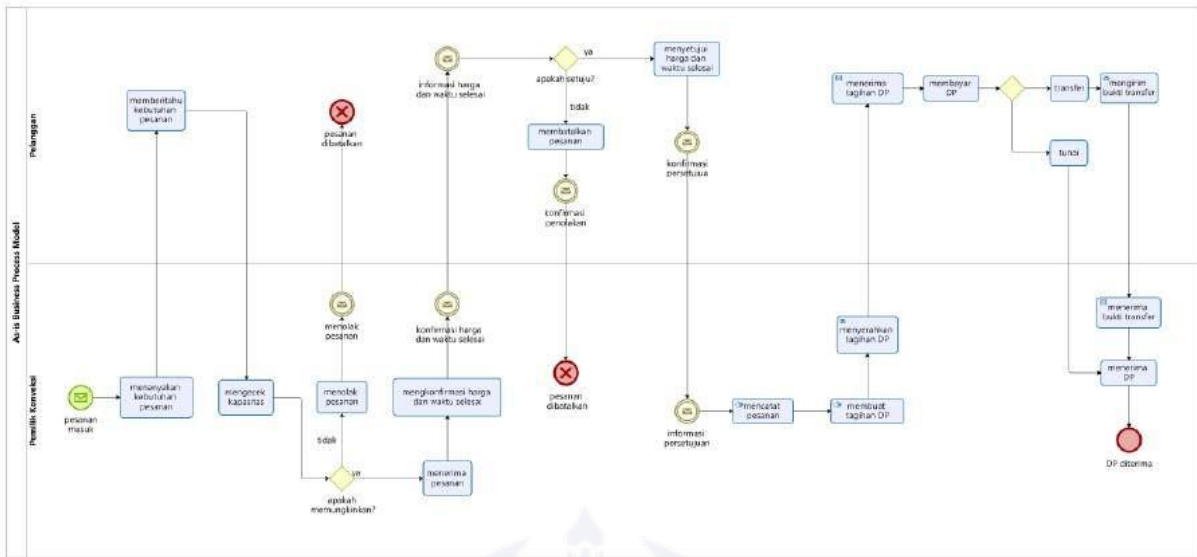 As-is Business Process Model
Pelanggan
memberitahu
kebutuhan
pesanan
pesanan
dibatalkan
informasi harga
dan waktu selesai
apakah setuju?
ya
tidak
menyetujui
harga dan
waktu selesai
membatalkan
pesanan
konfirmasi
penolakan
konfirmasi
persetujua
menerima
tagihan DP
membayar
DP
transfer
mengirim
bukti transfer
tunai
Pemilik Konveksi
pesanan
masuk
menanyakan
kebutuhan
pesanan
mengecek
kapasitas
menolak
pesanan
menolak
pesanan
tidak
ya
apakah
memungkinkan?
menerima
pesanan
konfirmasi harga
dan waktu selesai
mengkonfirmasi harga
dan waktu selesai
pesanan
dibatalkan
informasi
persetujuan
mencatat
pesanan
membuat
tagihan DP
menyerahkan
tagihan DP
menerima
bukti transfer
menerima
DP
DP diterima